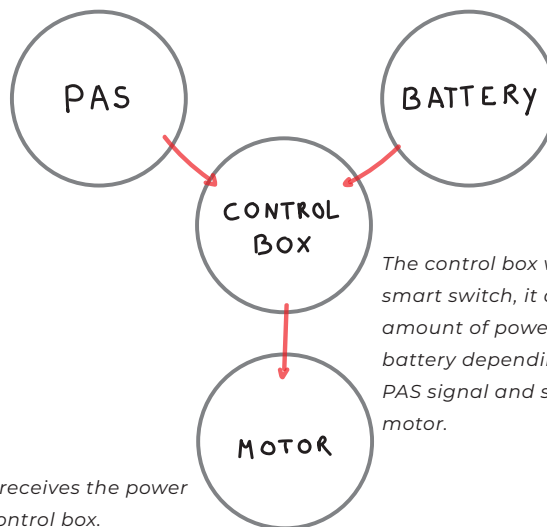 PAS
BATTERY
CONTROL
BOX
The control box
smart switch, it
amount of powe
battery dependi
PAS signal and s
motor.
MOTOR
receives the power
ontrol box.